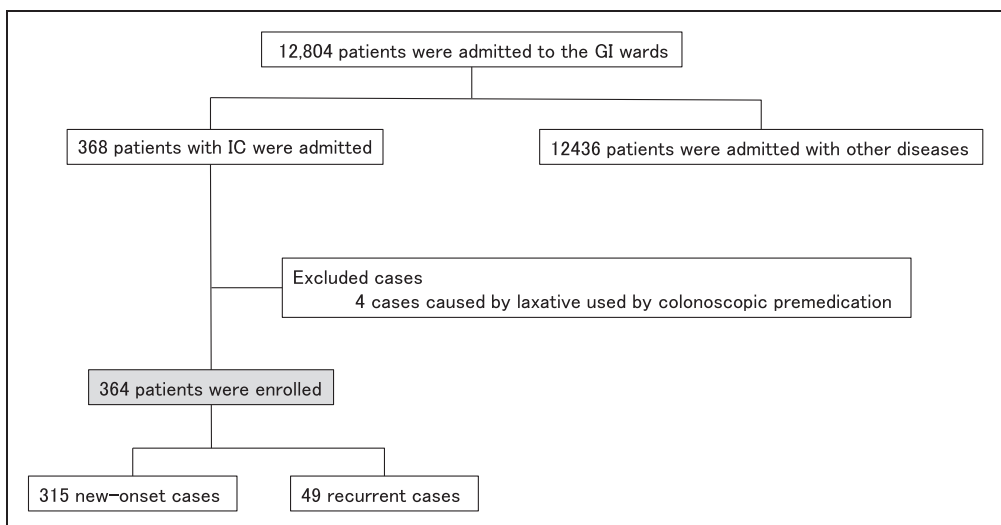 12,804 patients were admitted to the GI wards
368 patients with IC were admitted
12436 patients were admitted with other diseases
Excluded cases
4 cases caused by laxative used by colonoscopic premedication
364 patients were enrolled
315 new-onset cases
49 recurrent cases